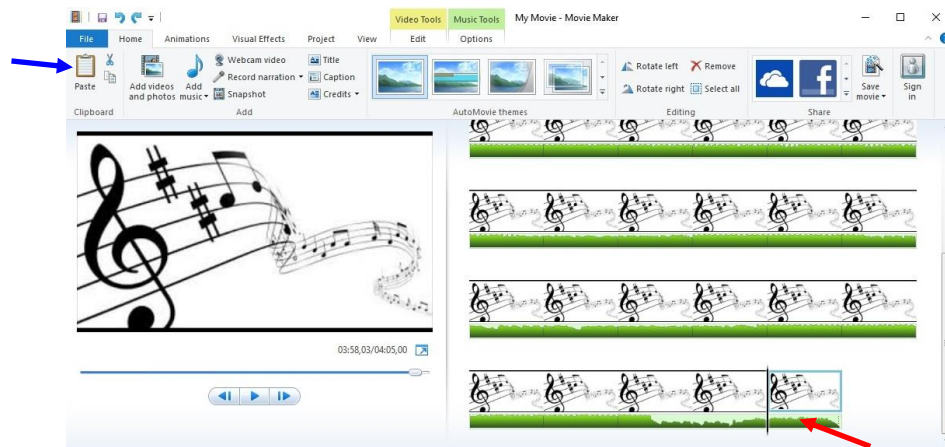 Video Tools Music Tools My Movie - Movie Maker
File Home Animations Visual Effects Project View Edit Options
Paste
Add videos and photos
Add music
Webcam video
Record narration
Snapshot
Title
Caption
Credits
Rotate left
Rotate right
Remove
Select all
Save movie
Sign in
Clipboard Add AutoMovie themes Editing Share
03:58,03/04:05,00